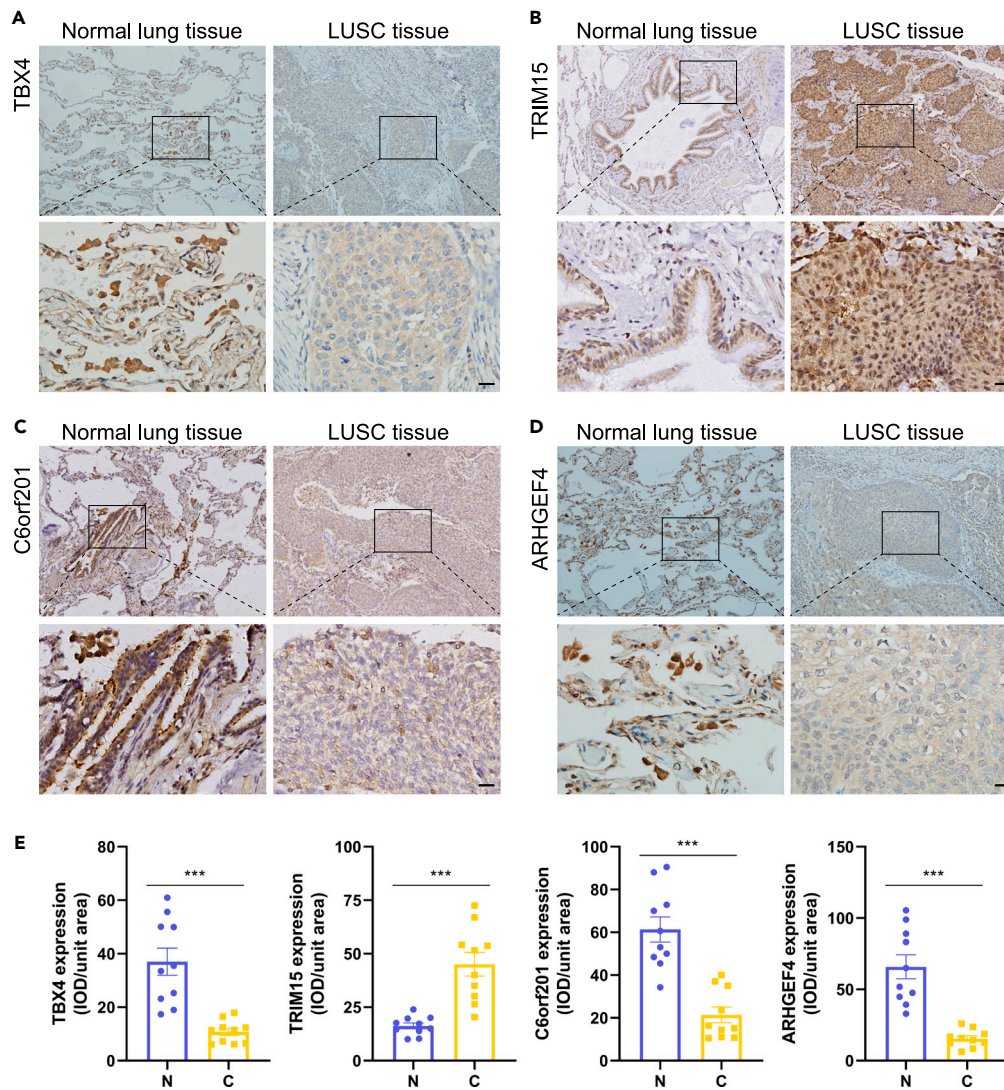 A
Normal lung tissue LUSC tissue
TBX4
B
Normal lung tissue LUSC tissue
TRIM15
C
Normal lung tissue LUSC tissue
C6orf201
D
Normal lung tissue LUSC tissue
ARHGEF4
E
TBX4 expression
(IOD/unit area)
80
60
40
20
0
***
N C
TRIM15 expression
(IOD/unit area)
100
75
50
25
0
***
N C
C6orf201 expression
(IOD/unit area)
100
80
60
40
20
0
***
N C
ARHGEF4 expression
(IOD/unit area)
150
100
50
0
***
N C